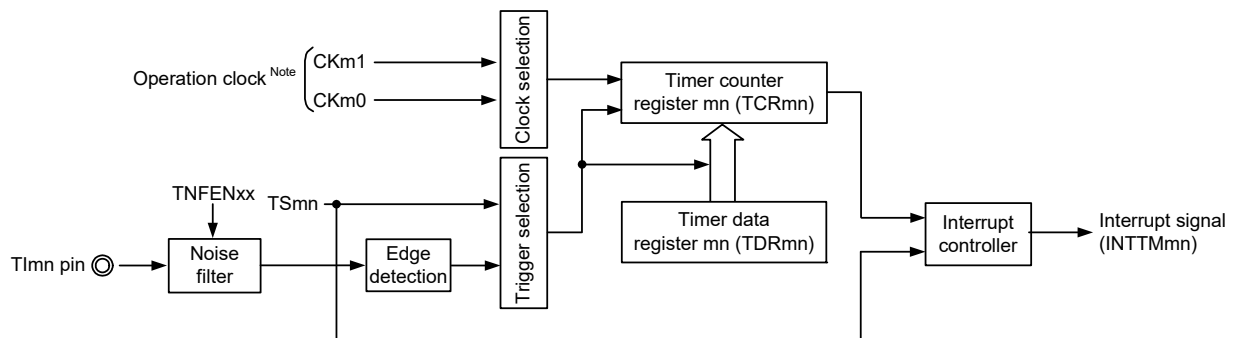 Operation clock Note
CKm1
CKm0
Clock selection
Timer counter
register mn (TCRmn)
TNFENxx
TSmn
Trigger selection
Timer data
register mn (TDRmn)
TImn pin
Noise
filter
Edge
detection
Interrupt
controller
Interrupt signal
(INTTMmn)